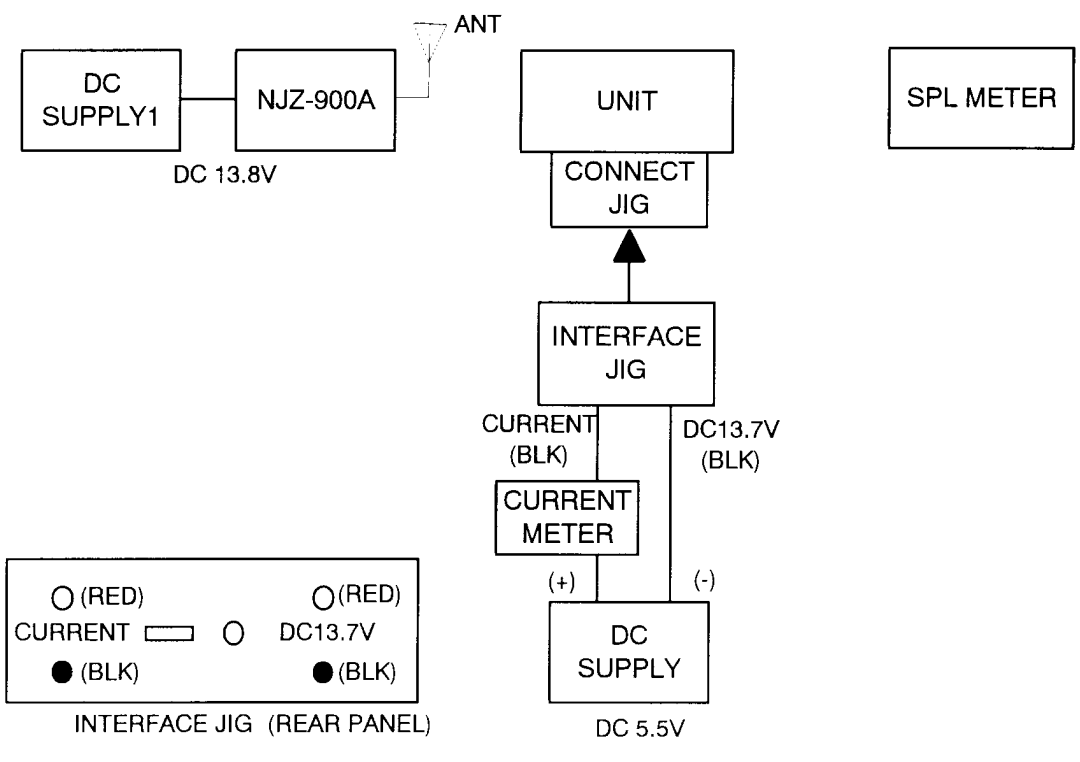 ANT
DC
SUPPLY1
NJZ-900A
DC 13.8V
UNIT
CONNECT
JIG
SPL METER
INTERFACE
JIG
CURRENT
(BLK)
DC13.7V
(BLK)
CURRENT
METER
(+)
(-)
DC
SUPPLY
DC 5.5V
(RED)
(RED)
CURRENT
DC13.7V
(BLK)
(BLK)
INTERFACE JIG (REAR PANEL)